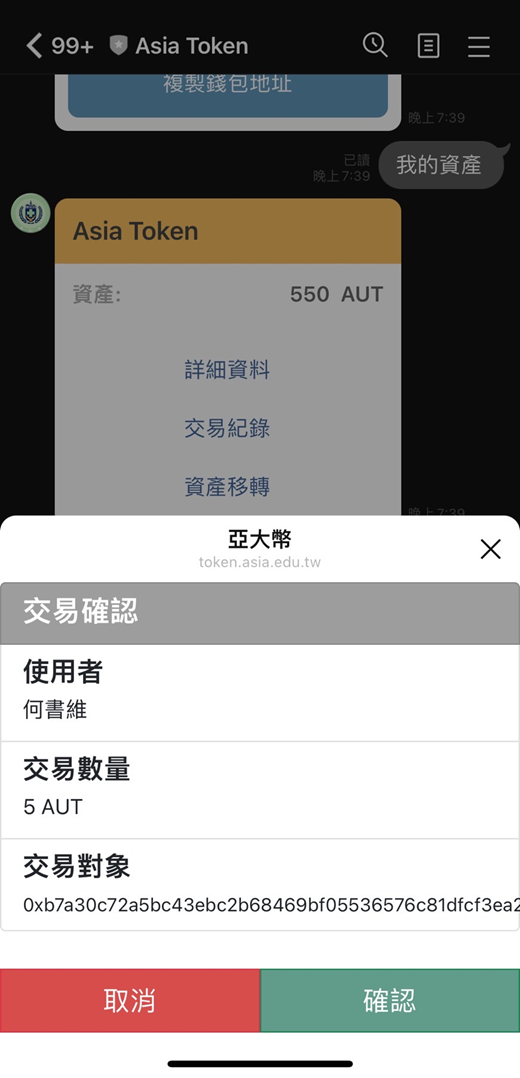 99+ Asia Token
複製錢包地址
晚上7:39
已讀
晚上7:39
我的資產
Asia Token
資產: 550 AUT
詳細資料
交易紀錄
資產移轉
晚上7:39
亞大幣
token.asia.edu.tw
交易確認
使用者
何書維
交易數量
5 AUT
交易對象
0xb7a30c72a5bc43ebc2b68469bf05536576c81dfcf3ea2
取消
確認